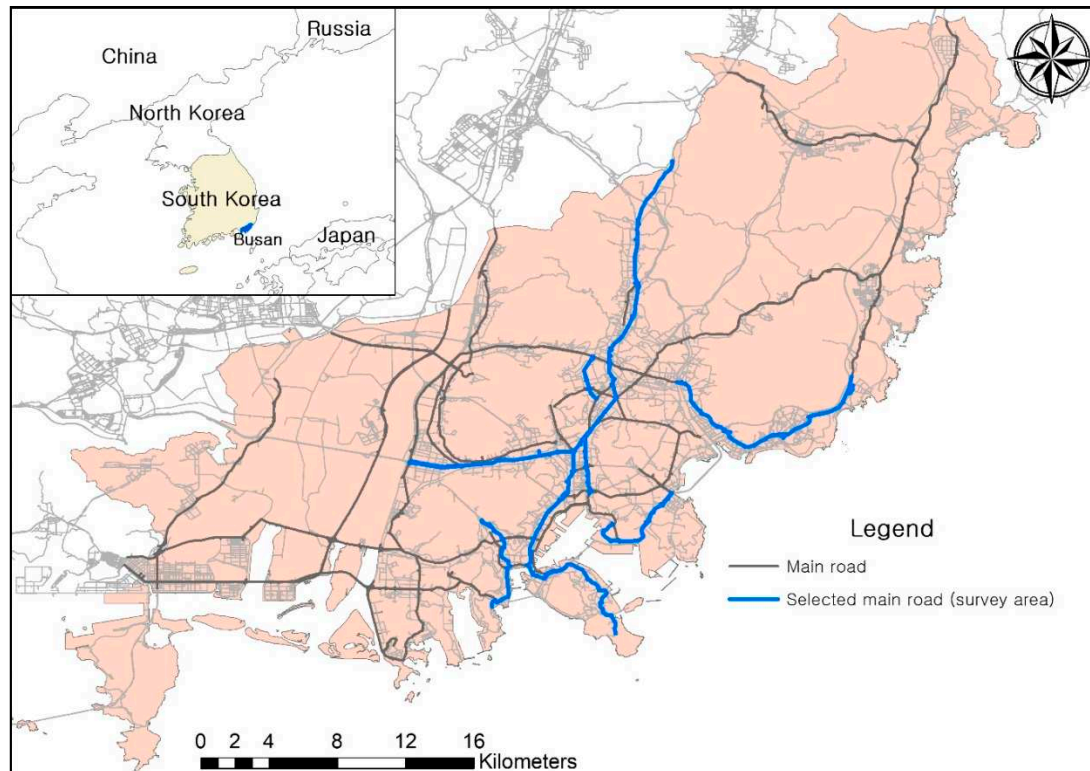 Russia
China
North Korea
South Korea
Busan
Japan
Legend
Main road
Selected main road (survey area)
0 2 4 8 12 16
Kilometers